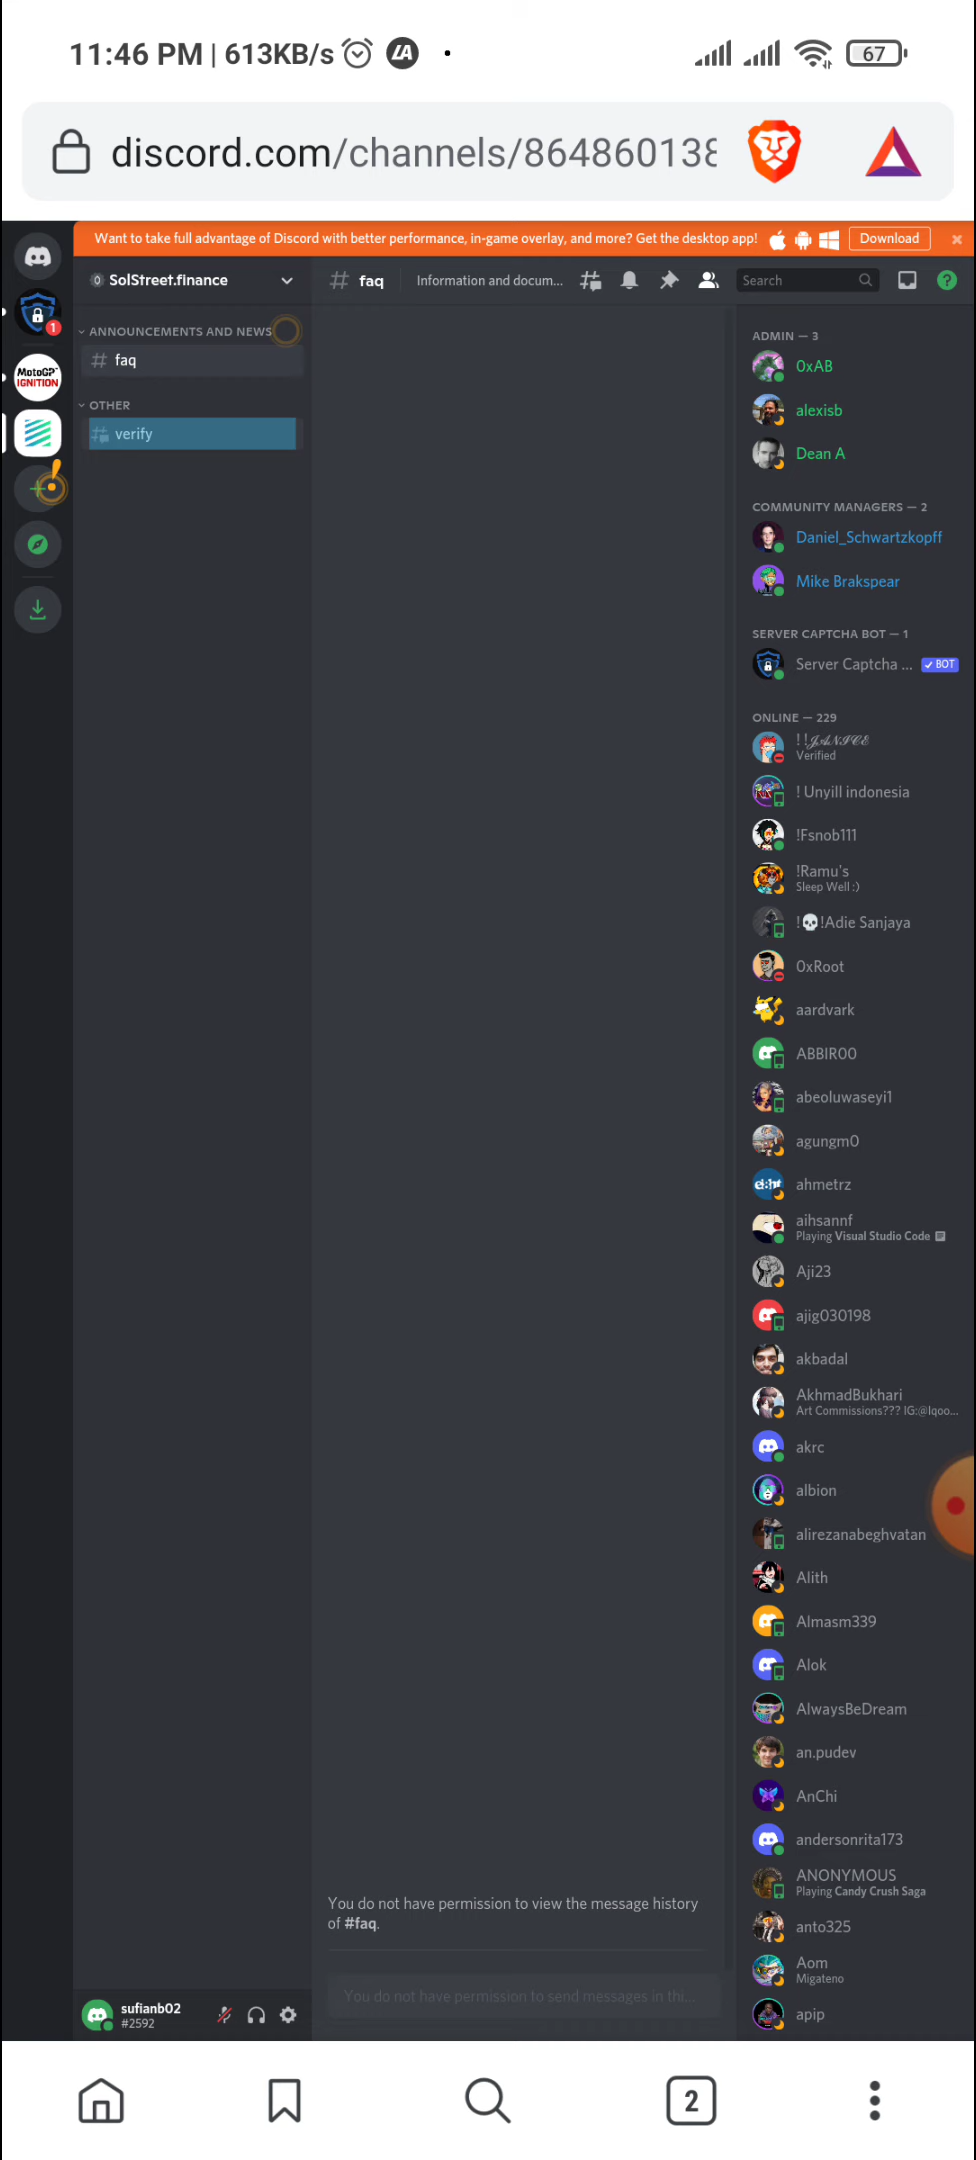 11:46 PM | 613KB/s
67
discord.com/channels/864860138
Want to take full advantage of Discord with better performance, in-game overlay, and more? Get the desktop app!
Download
SolStreet.finance
faq
Information and docum...
Search
1
ANNOUNCEMENTS AND NEWS
faq
MotoGP™
IGNITION
OTHER
verify
ADMIN — 3
0xAB
alexisb
Dean A
COMMUNITY MANAGERS — 2
Daniel_Schwartzkopff
Mike Brakspear
SERVER CAPTCHA BOT — 1
Server Captcha ...
BOT
ONLINE — 229
!!𝒥𝒜𝒩𝐼𝒞𝐸
Verified
! Unyill indonesia
!Fsnob111
!Ramu's
Sleep Well :)
!💀!Adie Sanjaya
0xRoot
aardvark
ABBIR00
abeoluwaseyi1
agungm0
ahmetrz
aihsannf
Playing Visual Studio Code
Aji23
ajig030198
akbadal
AkhmadBukhari
Art Commissions??? IG:@lqoo...
akrc
albion
alirezanabeghvatan
Alith
Almasm339
Alok
AlwaysBeDream
an.pudev
AnChi
andersonrita173
ANONYMOUS
Playing Candy Crush Saga
anto325
Aom
Migateno
apip
You do not have permission to view the message history
of #faq.
You do not have permission to send messages in thi...
sufianb02
#2592
2